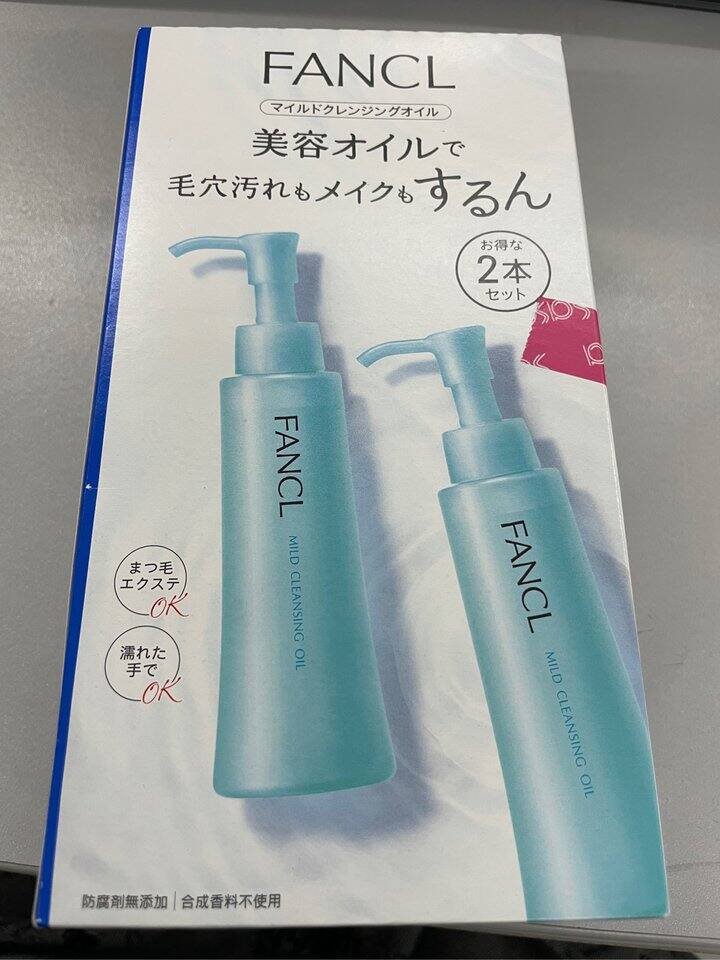 FANCL
マイルドクレンジングオイル
美容オイルで
毛穴汚れもメイクもするん
お得な
2本
セット
FANCL
MILD CLEANSING OIL
FANCL
MILD CLEANSING OIL
まつ毛
エクステ
OK
濡れた
手で
OK
防腐剤無添加|合成香料不使用